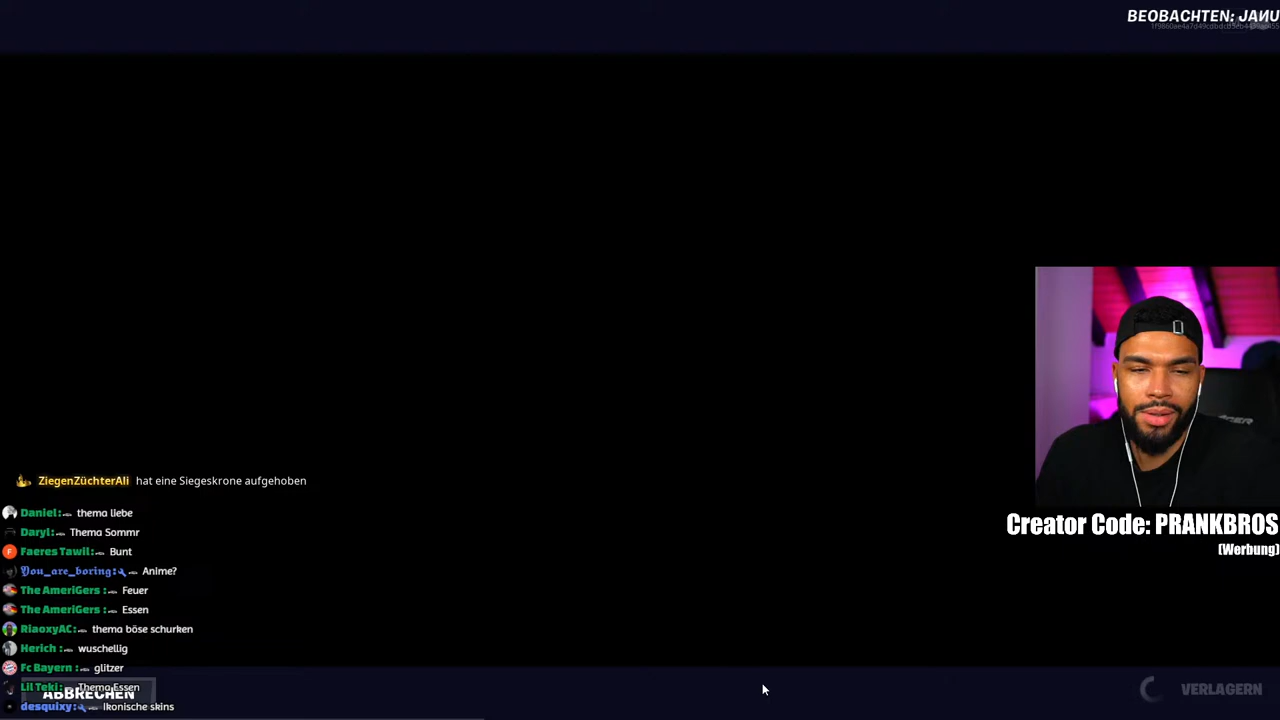 BEOBACHTEN: JANU
ZiegenZüchterAli hat eine Siegeskrone aufgehoben
Daniel: thema liebe
Daryl: Thema Sommr
Faeres Tawil: Bunt
You_are_boring: Anime?
The AmeriGers : Feuer
The AmeriGers : Essen
RiaoxyAC: thema böse schurken
Herich : wuschellig
Fc Bayern : glitzer
Lil Teki: Thema Essen
ABBRECHEN
desquixy: Ikonische skins
Creator Code: PRANKBROS
(Werbung)
VERLAGERN